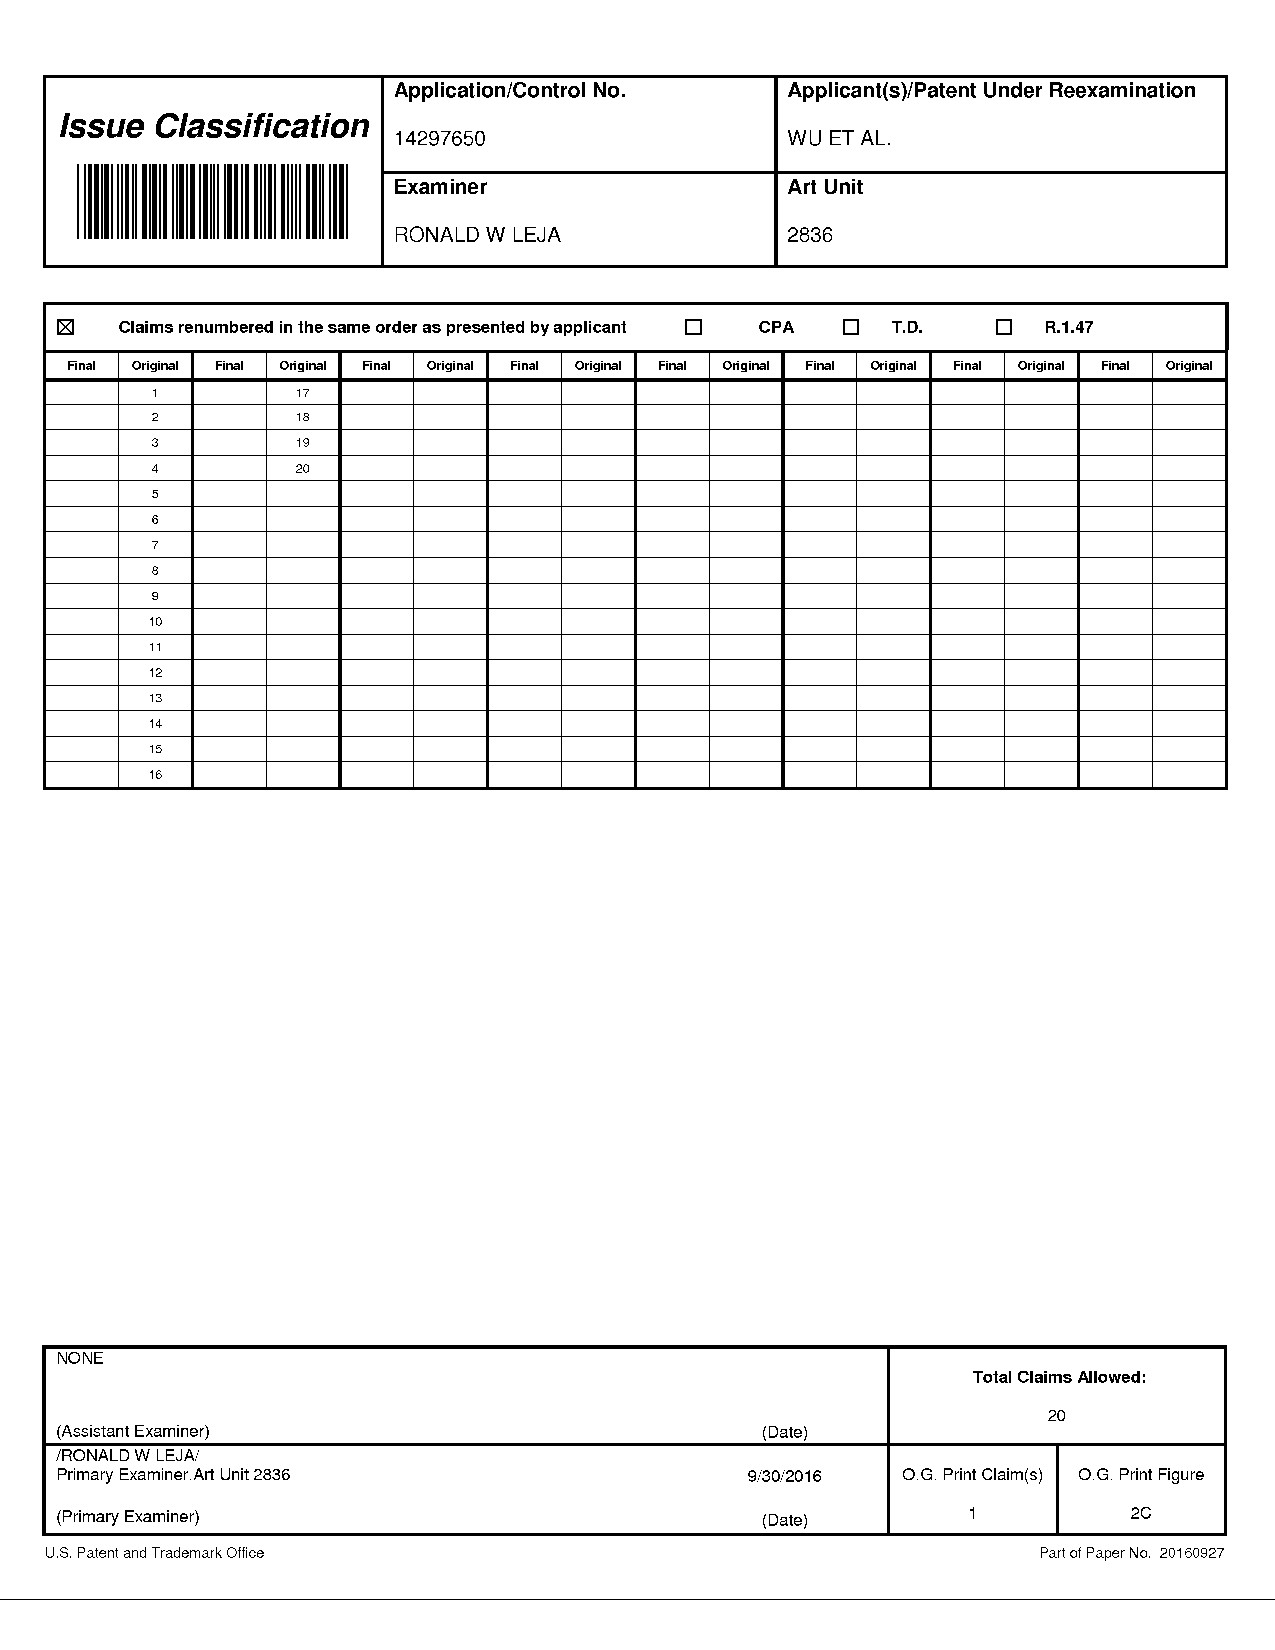 Issue Classification
Application/Control No.
14297650
Applicant(s)/Patent Under Reexamination
WU ET AL.
Examiner
RONALD W LEJA
Art Unit
2836
☒ Claims renumbered in the same order as presented by applicant ☐ CPA ☐ T.D. ☐ R.1.47
Final Original Final Original Final Original Final Original Final Original Final Original Final Original Final Original
1 17
2 18
3 19
4 20
5
6
7
8
9
10
11
12
13
14
15
16
NONE
(Assistant Examiner) (Date)
Total Claims Allowed:
20
/RONALD W LEJA/
Primary Examiner.Art Unit 2836 9/30/2016
(Primary Examiner) (Date)
O.G. Print Claim(s) O.G. Print Figure
1 2C
U.S. Patent and Trademark Office Part of Paper No. 20160927